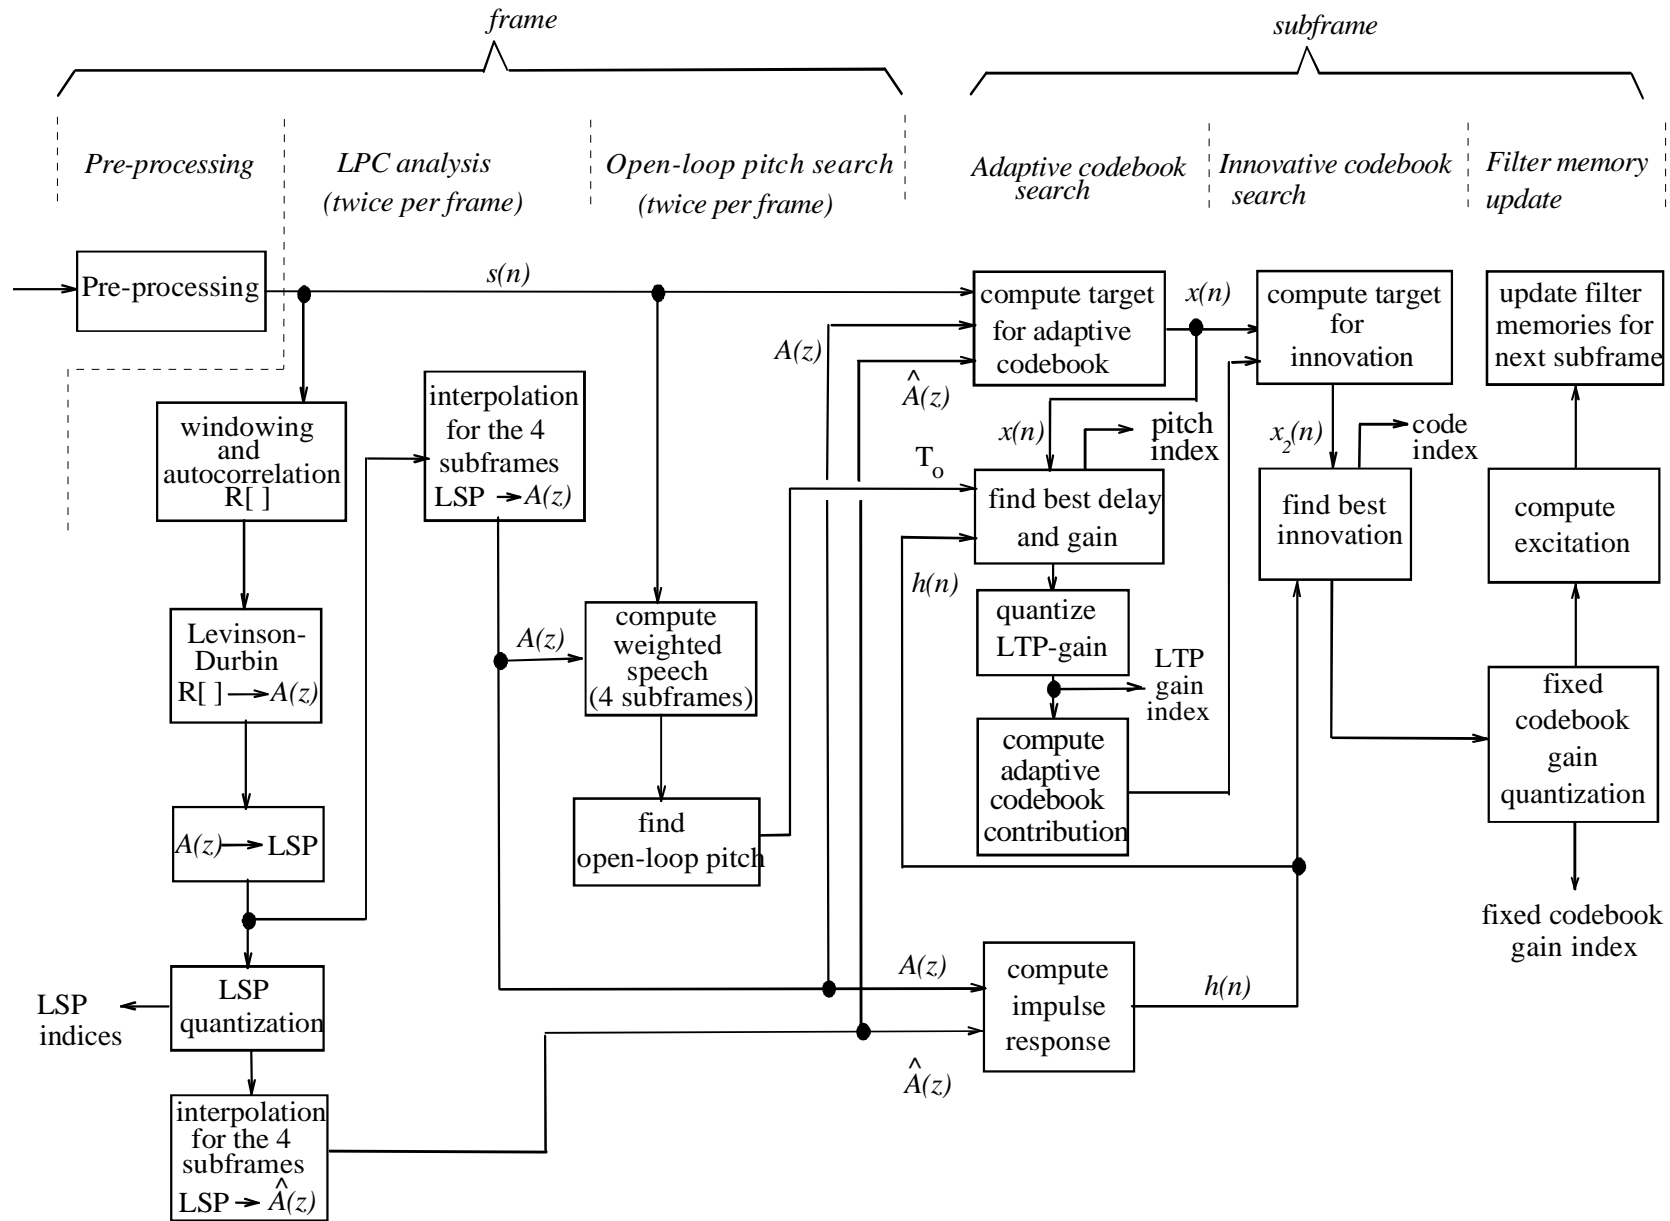 frame
subframe
Pre-processing
LPC analysis
(twice per frame)
Open-loop pitch search
(twice per frame)
Adaptive codebook
search
Innovative codebook
search
Filter memory
update
Pre-processing
s(n)
compute target
for adaptive
codebook
x(n)
compute target
for
innovation
update filter
memories for
next subframe
A(z)
Â(z)
windowing
and
autocorrelation
R[ ]
interpolation
for the 4
subframes
LSP → A(z)
x(n)
pitch
index
x₂(n)
code
index
T₀
find best delay
and gain
find best
innovation
compute
excitation
h(n)
Levinson-
Durbin
R[ ] → A(z)
A(z)
compute
weighted
speech
(4 subframes)
quantize
LTP-gain
LTP
gain
index
fixed
codebook
gain
quantization
compute
adaptive
codebook
contribution
A(z) → LSP
find
open-loop pitch
fixed codebook
gain index
LSP
indices
LSP
quantization
A(z)
Â(z)
compute
impulse
response
h(n)
interpolation
for the 4
subframes
LSP → Â(z)